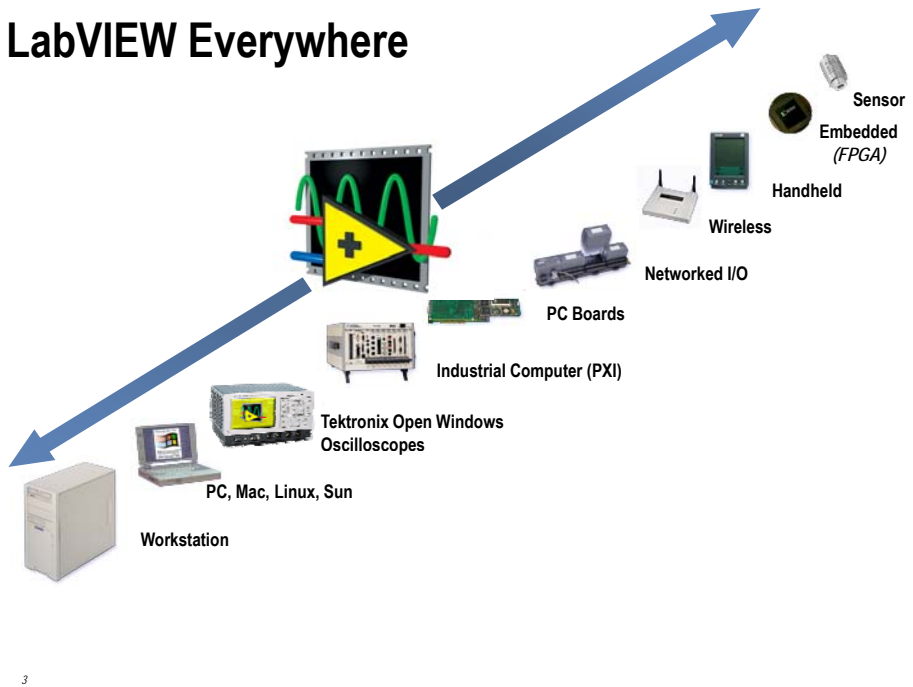 LabVIEW Everywhere
Sensor
Embedded
(FPGA)
Handheld
Wireless
Networked I/O
PC Boards
Industrial Computer (PXI)
Tektronix Open Windows
Oscilloscopes
PC, Mac, Linux, Sun
Workstation
3